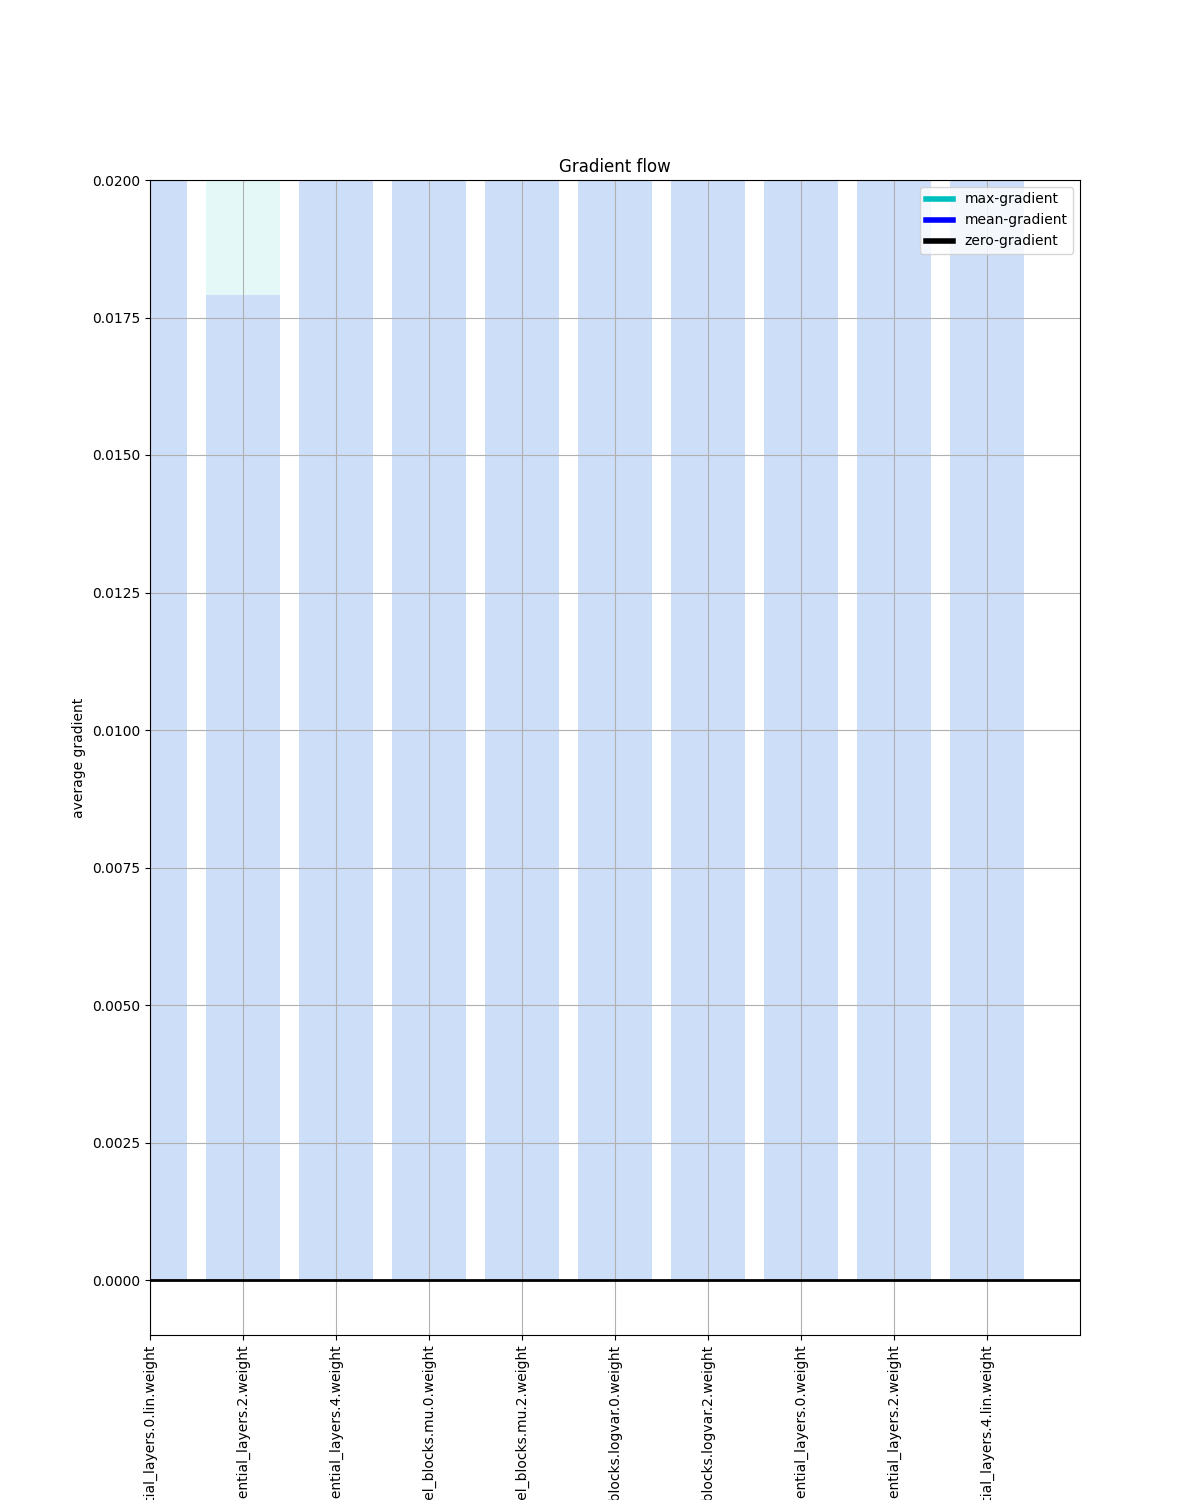 Gradient flow
max-gradient
mean-gradient
zero-gradient
0.0200
0.0175
0.0150
0.0125
0.0100
0.0075
0.0050
0.0025
0.0000
average gradient
tial_layers.0.lin.weight
ential_layers.2.weight
ential_layers.4.weight
el_blocks.mu.0.weight
el_blocks.mu.2.weight
blocks.logvar.0.weight
blocks.logvar.2.weight
ential_layers.0.weight
ential_layers.2.weight
tial_layers.4.lin.weight